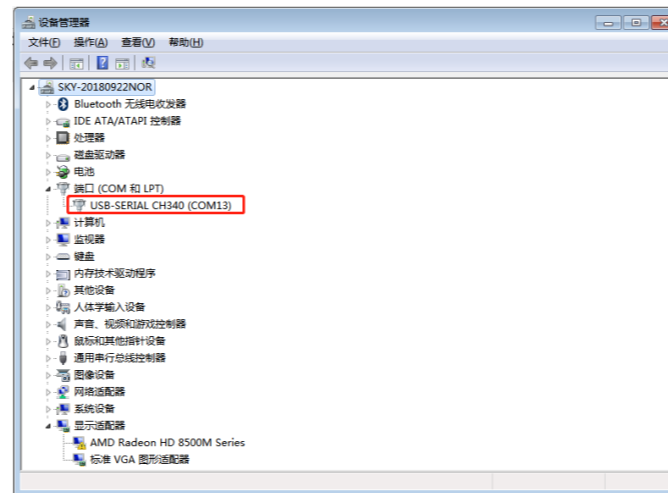 设备管理器
文件(F) 操作(A) 查看(V) 帮助(H)
SKY-20180922NOR
Bluetooth 无线电收发器
IDE ATA/ATAPI 控制器
处理器
磁盘驱动器
电池
端口 (COM 和 LPT)
USB-SERIAL CH340 (COM13)
计算机
监视器
键盘
内存技术驱动程序
其他设备
人体学输入设备
声音、视频和游戏控制器
鼠标和其他指针设备
通用串行总线控制器
图像设备
网络适配器
系统设备
显示适配器
AMD Radeon HD 8500M Series
标准 VGA 图形适配器